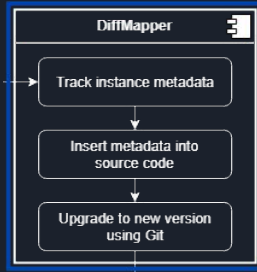 DiffMapper
Track instance metadata
Insert metadata into
source code
Upgrade to new version
using Git